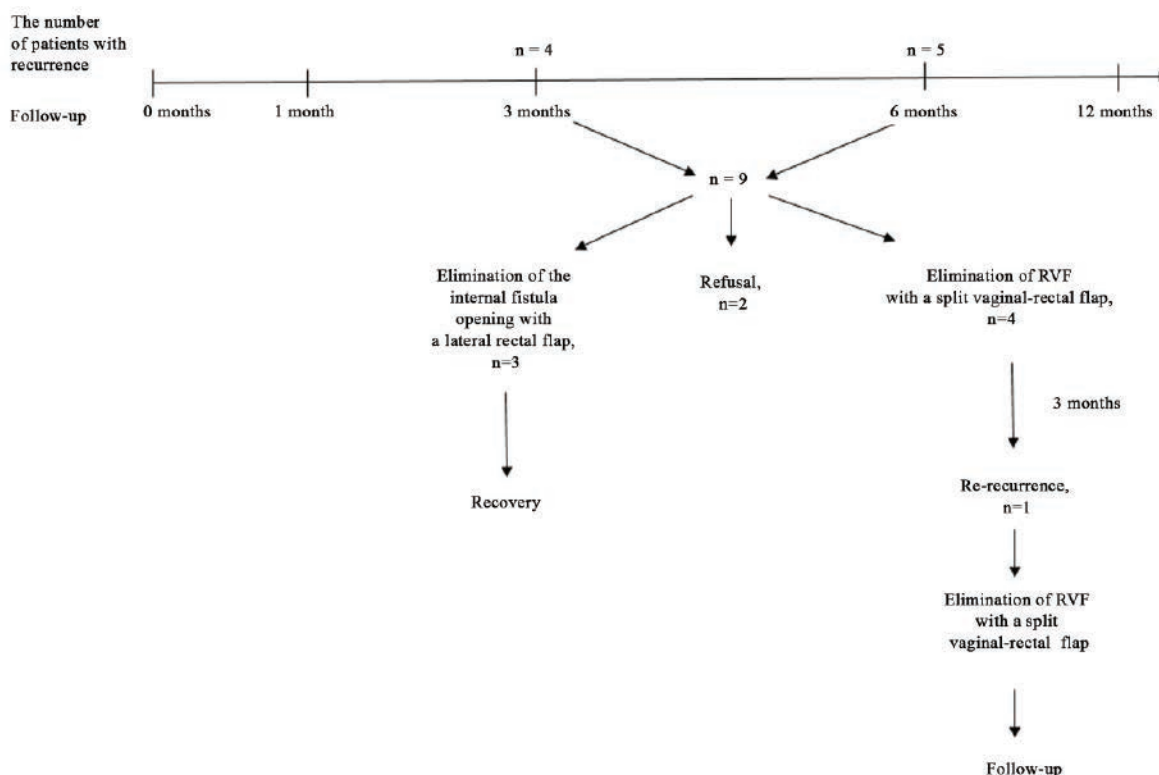 The number
of patients with
recurrence
n = 4
n = 5
Follow-up
0 months
1 month
3 months
6 months
12 months
n = 9
Elimination of the
internal fistula
opening with
a lateral rectal flap,
n=3
Refusal,
n=2
Elimination of RVF
with a split vaginal-rectal flap,
n=4
3 months
Recovery
Re-recurrence,
n=1
Elimination of RVF
with a split
vaginal-rectal flap
Follow-up